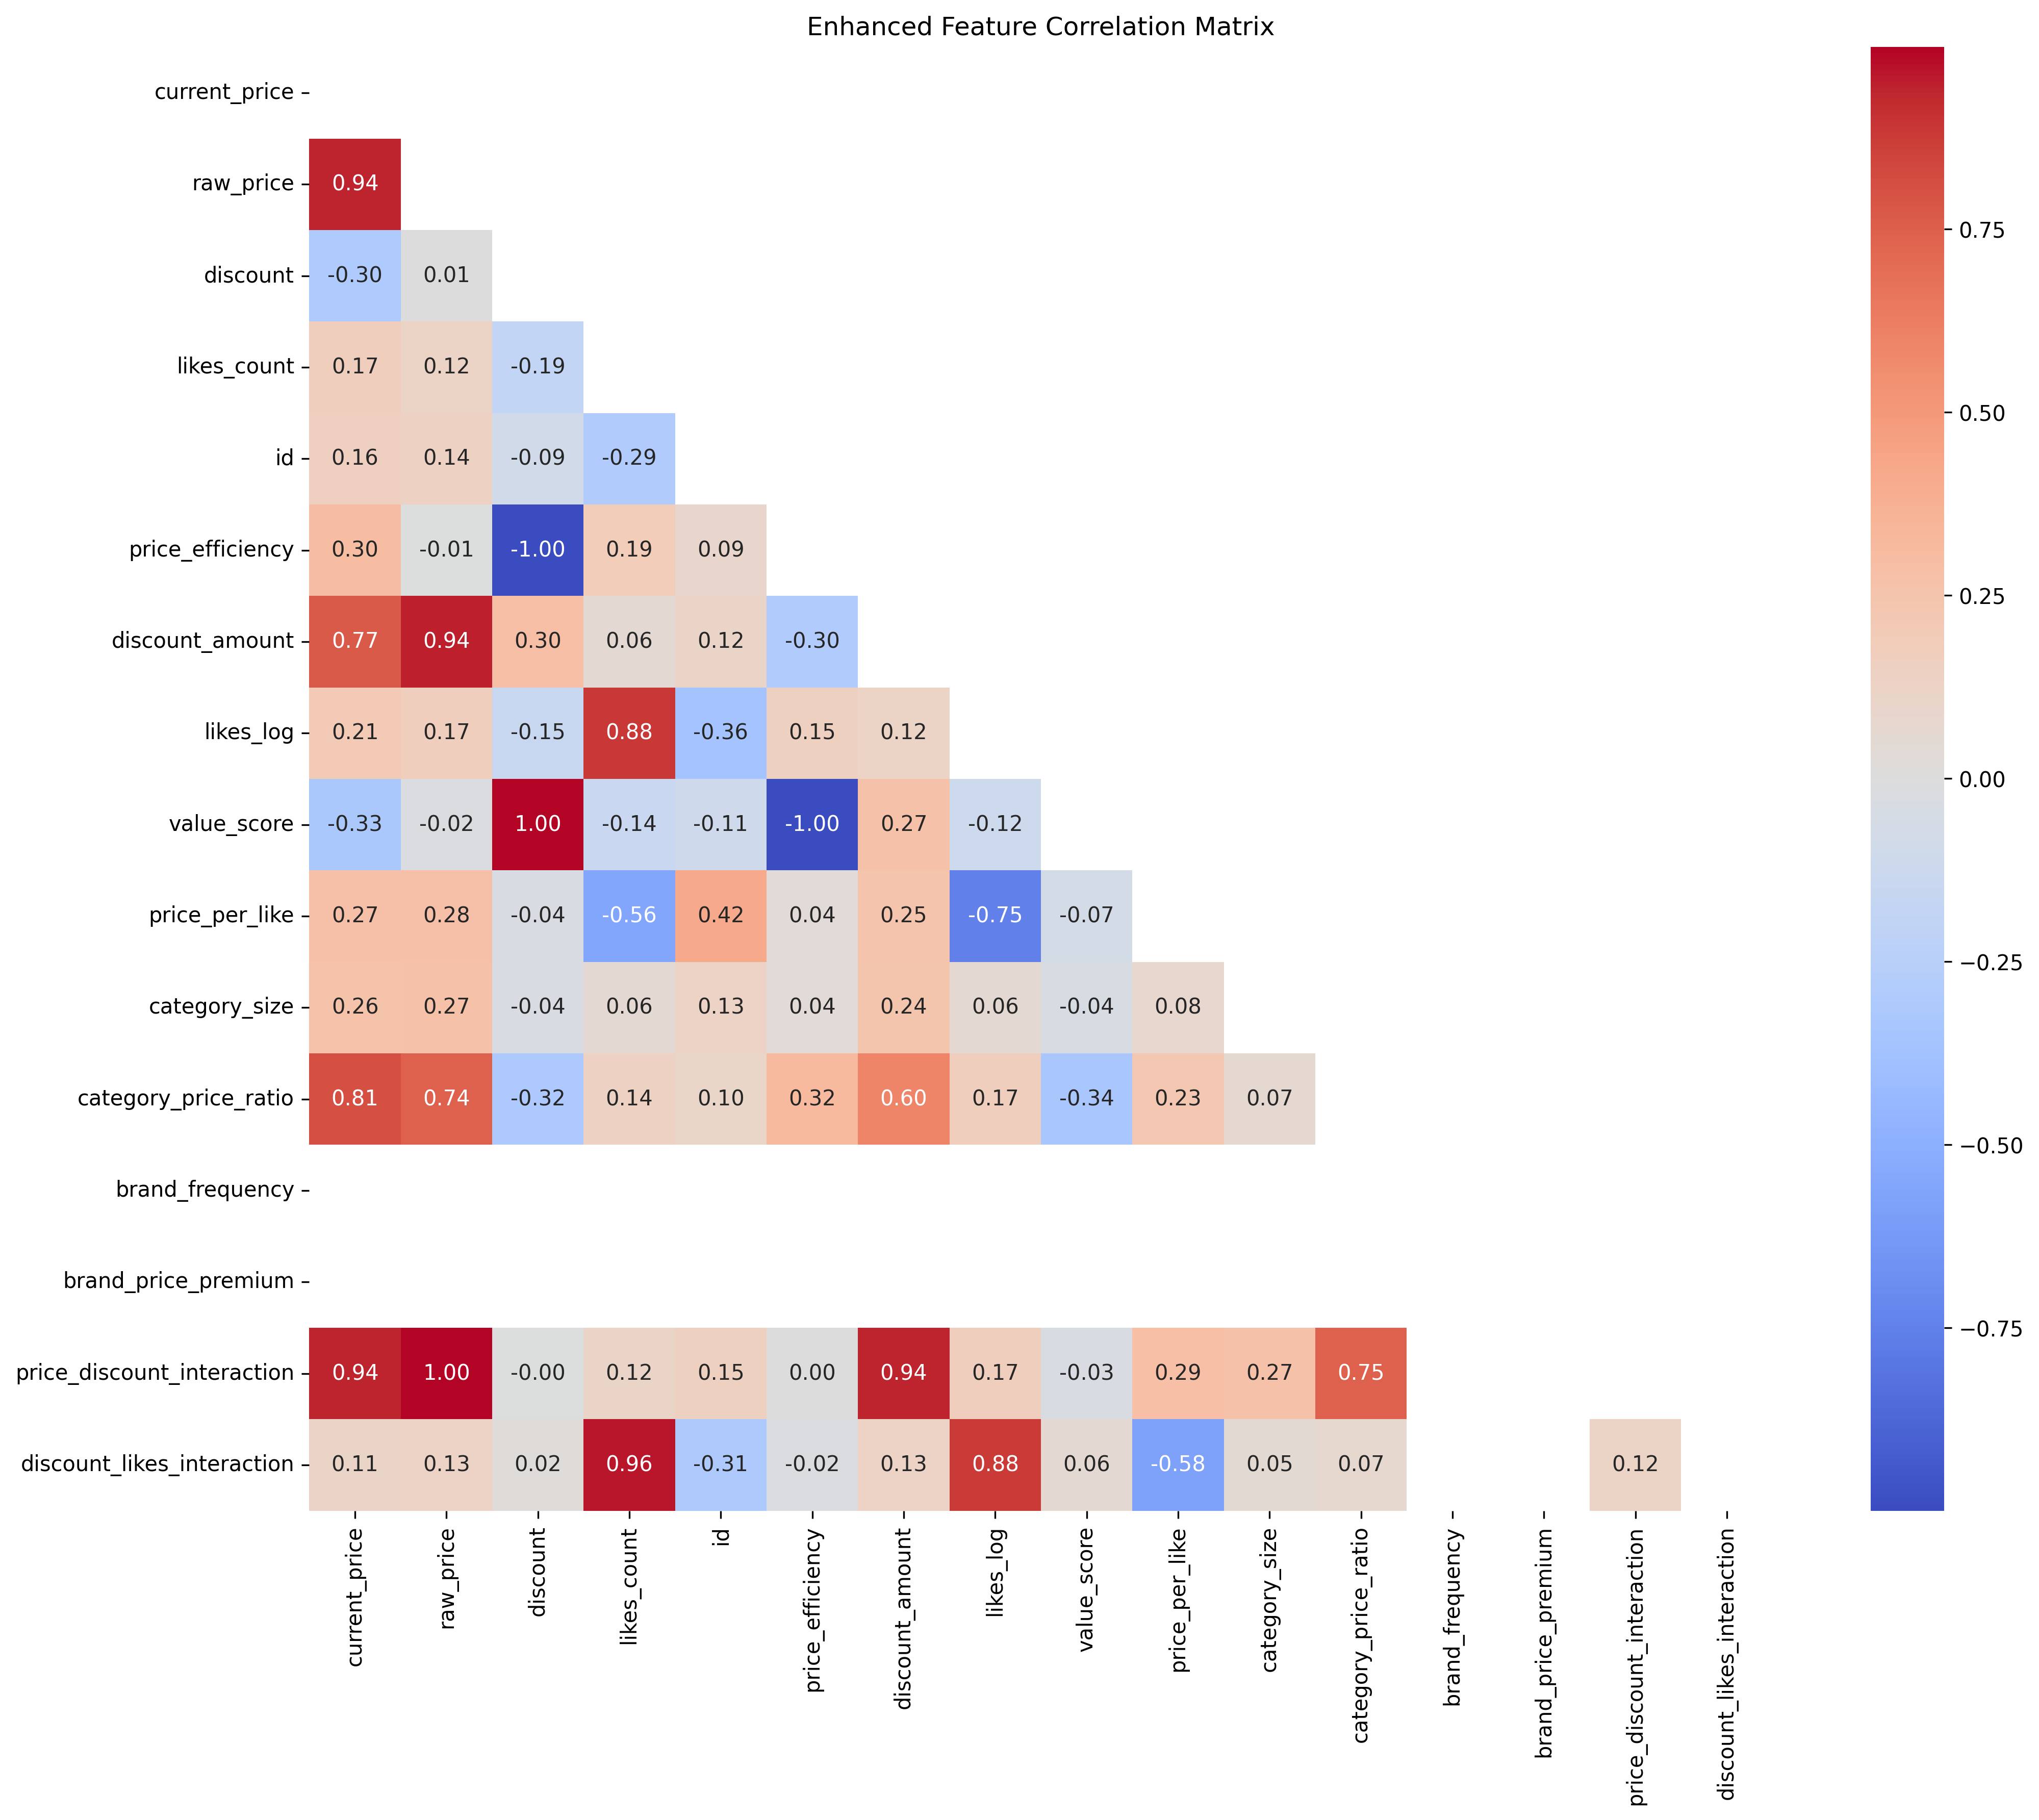 Enhanced Feature Correlation Matrix
current_price
raw_price 0.94
discount -0.30 0.01
likes_count 0.17 0.12 -0.19
id 0.16 0.14 -0.09 -0.29
price_efficiency 0.30 -0.01 -1.00 0.19 0.09
discount_amount 0.77 0.94 0.30 0.06 0.12 -0.30
likes_log 0.21 0.17 -0.15 0.88 -0.36 0.15 0.12
value_score -0.33 -0.02 1.00 -0.14 -0.11 -1.00 0.27 -0.12
price_per_like 0.27 0.28 -0.04 -0.56 0.42 0.04 0.25 -0.75 -0.07
category_size 0.26 0.27 -0.04 0.06 0.13 0.04 0.24 0.06 -0.04 0.08
category_price_ratio 0.81 0.74 -0.32 0.14 0.10 0.32 0.60 0.17 -0.34 0.23 0.07
brand_frequency
brand_price_premium
price_discount_interaction 0.94 1.00 -0.00 0.12 0.15 0.00 0.94 0.17 -0.03 0.29 0.27 0.75
discount_likes_interaction 0.11 0.13 0.02 0.96 -0.31 -0.02 0.13 0.88 0.06 -0.58 0.05 0.07 0.12
current_price
raw_price
discount
likes_count
id
price_efficiency
discount_amount
likes_log
value_score
price_per_like
category_size
category_price_ratio
brand_frequency
brand_price_premium
price_discount_interaction
discount_likes_interaction
0.75
0.50
0.25
0.00
−0.25
−0.50
−0.75